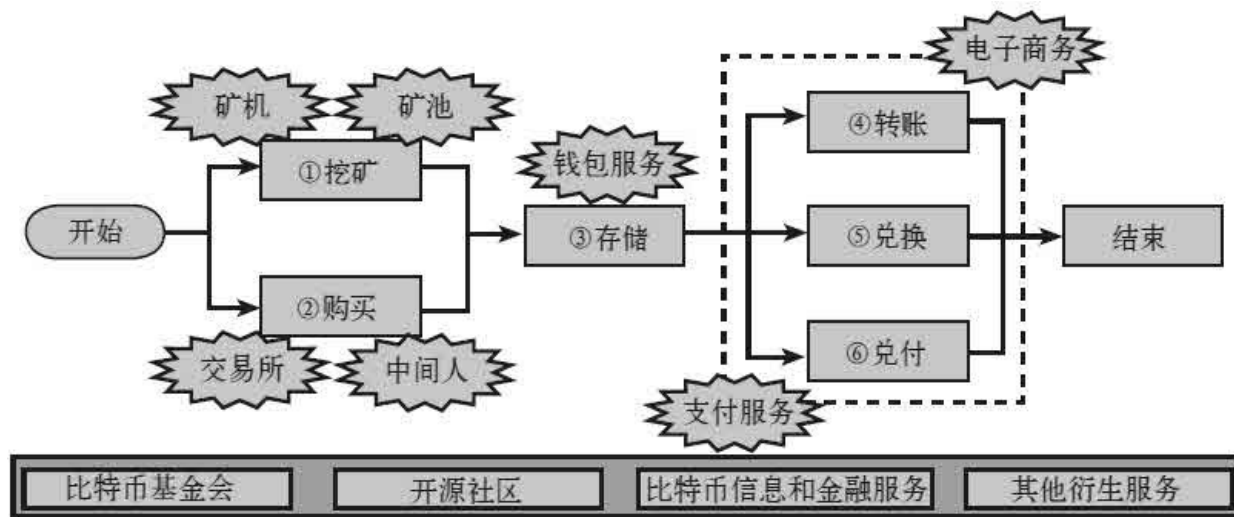 电子商务
矿机
矿池
④转账
①挖矿
钱包服务
开始
③存储
⑤兑换
结束
②购买
交易所
中间人
⑥兑付
支付服务
比特币基金会
开源社区
比特币信息和金融服务
其他衍生服务